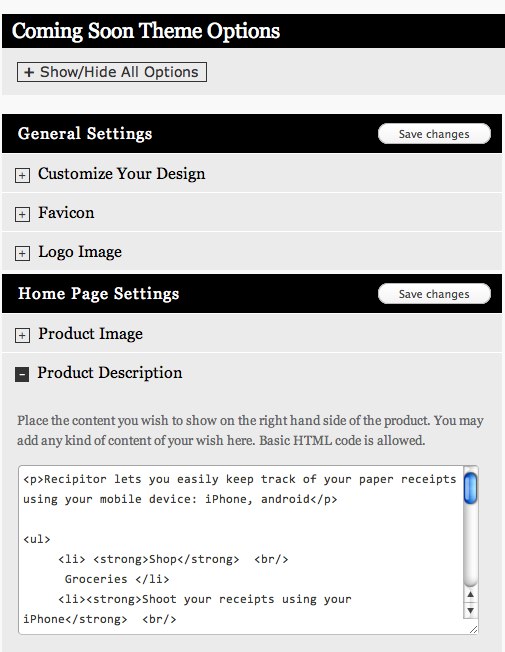 Coming Soon Theme Options
+ Show/Hide All Options
General Settings
Save changes
+ Customize Your Design
+ Favicon
+ Logo Image
Home Page Settings
Save changes
+ Product Image
- Product Description
Place the content you wish to show on the right hand side of the product. You may
add any kind of content of your wish here. Basic HTML code is allowed.
<p>Recipitor lets you easily keep track of your paper receipts
using your mobile device: iPhone, android</p>
<ul>
<li> <strong>Shop</strong>  <br/>
Groceries </li>
<li><strong>Shoot your receipts using your
iPhone</strong>  <br/>